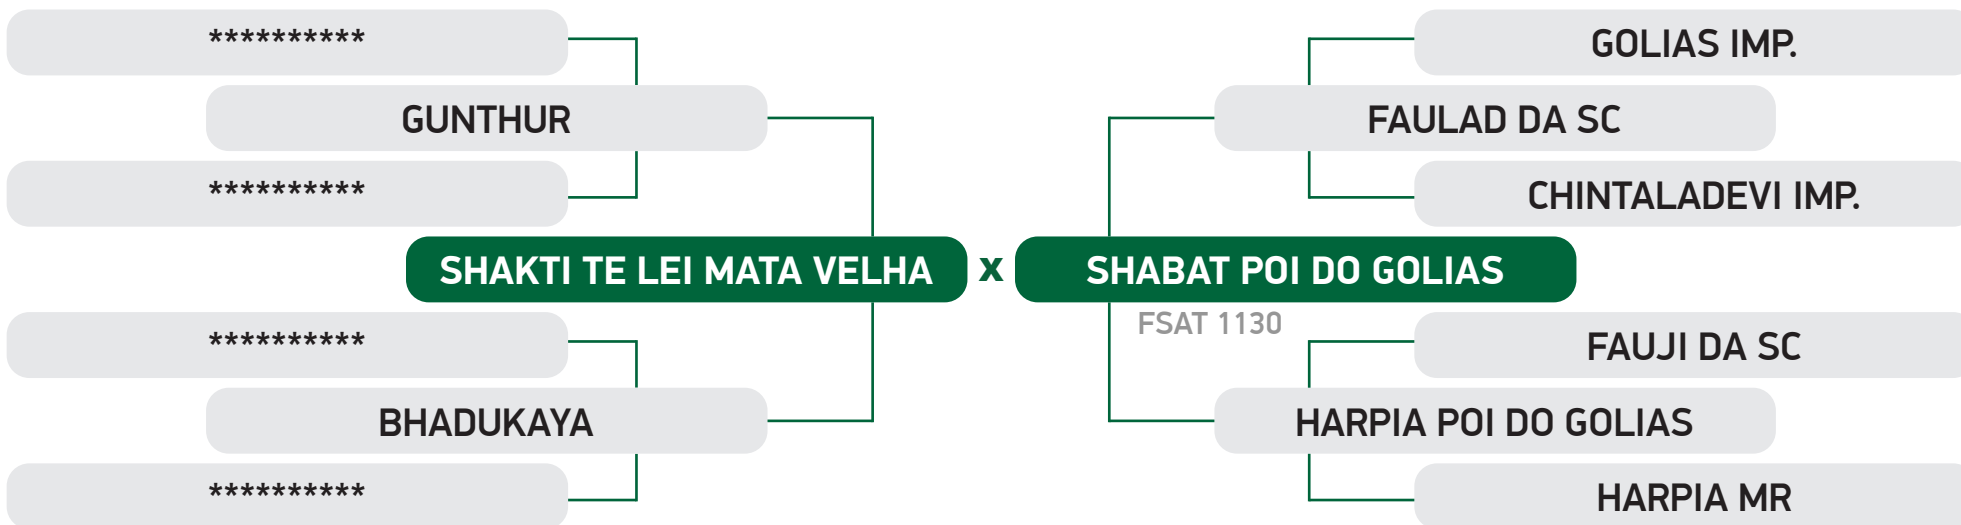 **********
GOLIAS IMP.
GUNTHUR
FAULAD DA SC
**********
CHINTALADEVI IMP.
SHAKTI TE LEI MATA VELHA x SHABAT POI DO GOLIAS
FSAT 1130
**********
FAUJI DA SC
BHADUKAYA
HARPIA POI DO GOLIAS
**********
HARPIA MR